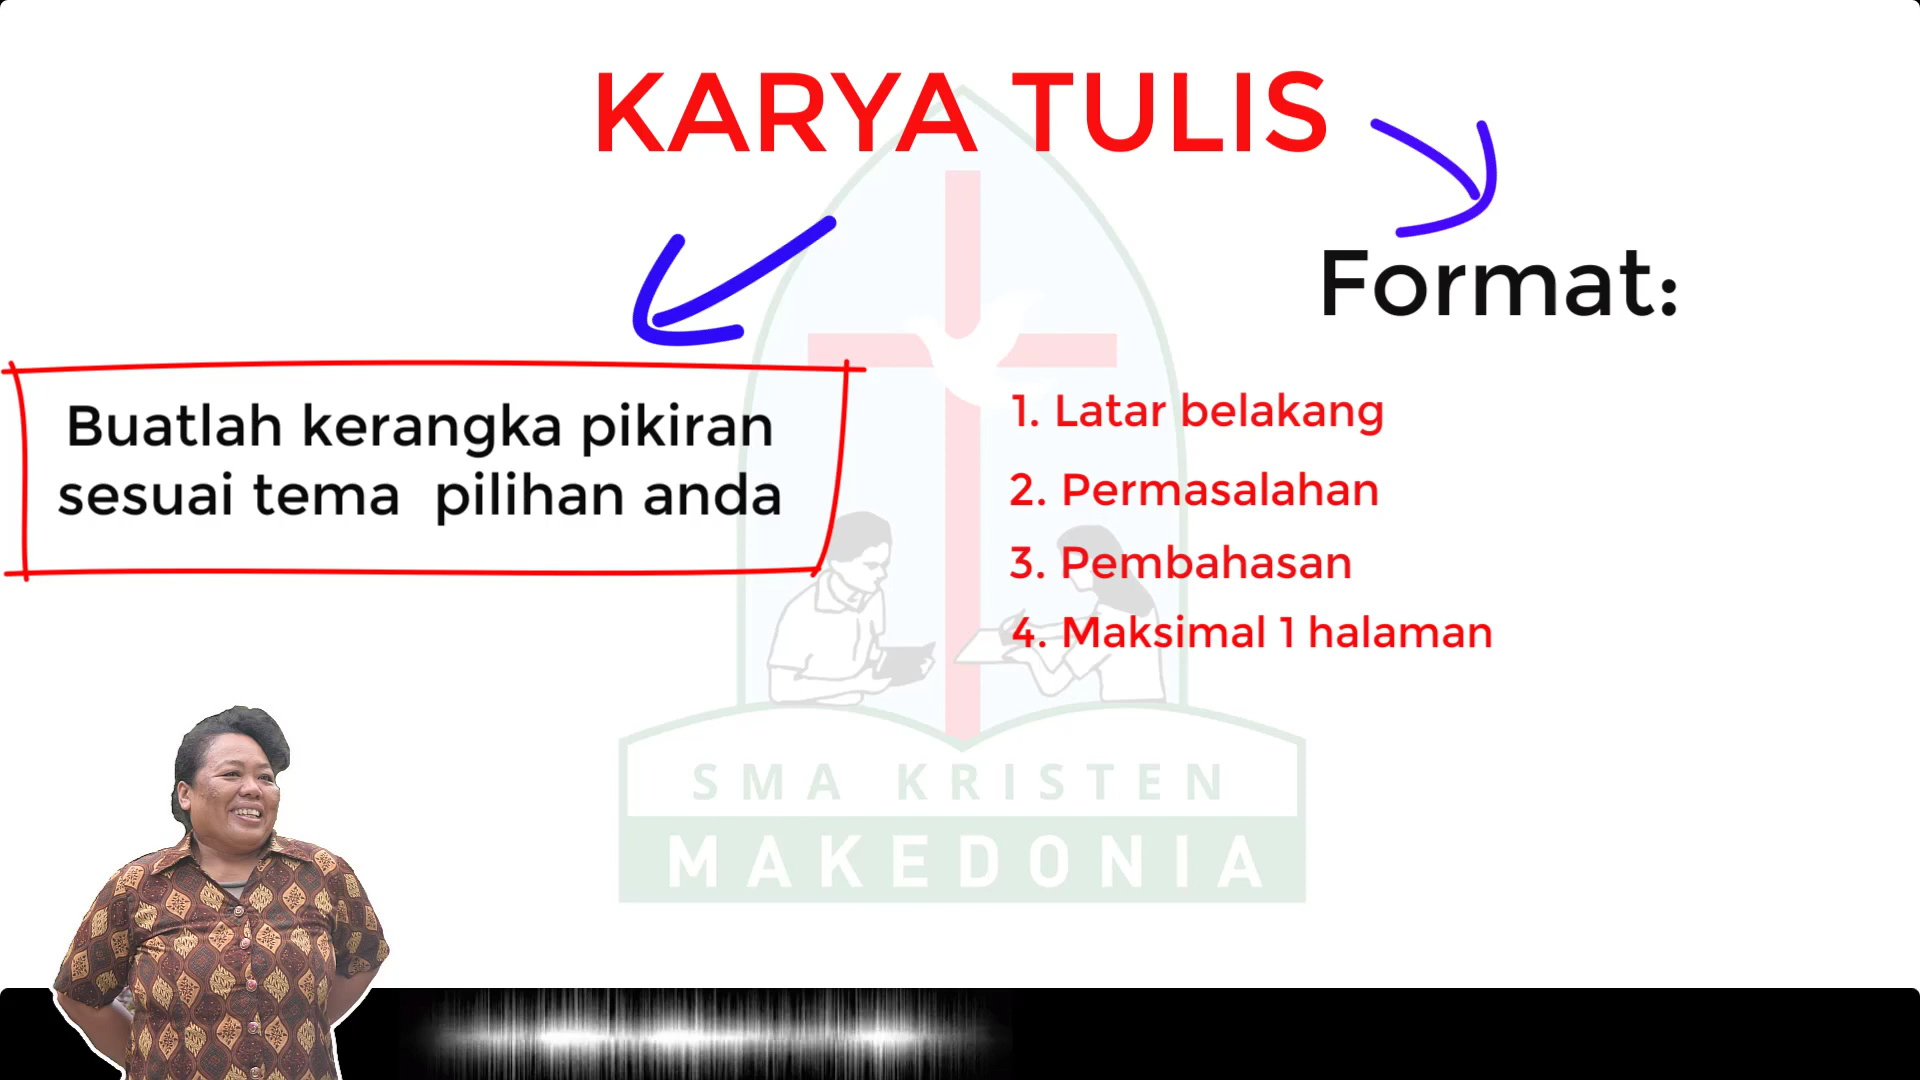 KARYA TULIS
Buatlah kerangka pikiran
sesuai tema pilihan anda
Format:
1. Latar belakang
2. Permasalahan
3. Pembahasan
4. Maksimal 1 halaman
SMA KRISTEN
MAKEDONIA